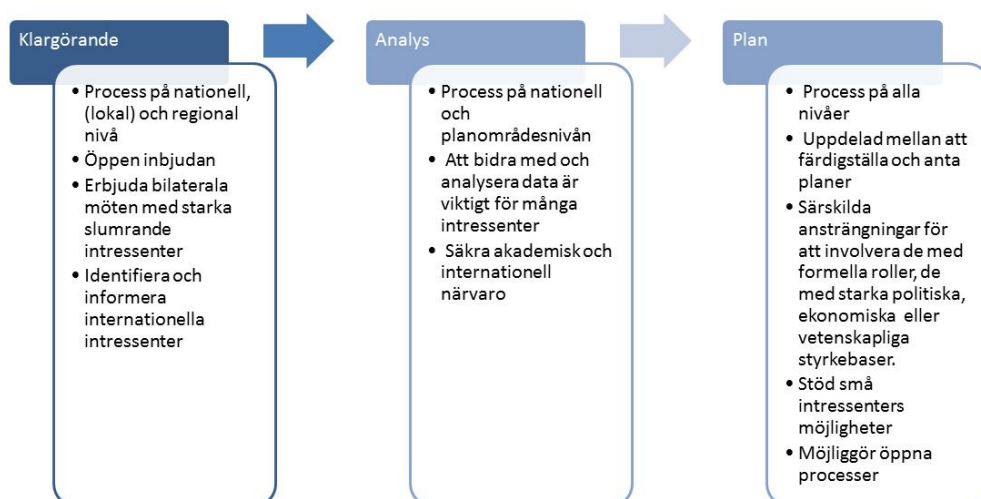 Klargörande
• Process på nationell,
(lokal) och regional
nivå
• Öppen inbjudan
• Erbjuda bilaterala
möten med starka
slumrande
intressenter
• Identifiera och
informera
internationella
intressenter
Analys
• Process på nationell
och
planområdesnivån
• Att bidra med och
analysera data är
viktigt för många
intressenter
• Säkra akademisk och
internationell
närvaro
Plan
• Process på alla
nivåer
• Uppdelad mellan att
färdigställa och anta
planer
• Särskilda
ansträngningar för
att involvera de med
formella roller, de
med starka politiska,
ekonomiska eller
vetenskapliga
styrkebaser.
• Stöd små
intressenters
möjligheter
• Möjliggör öppna
processer